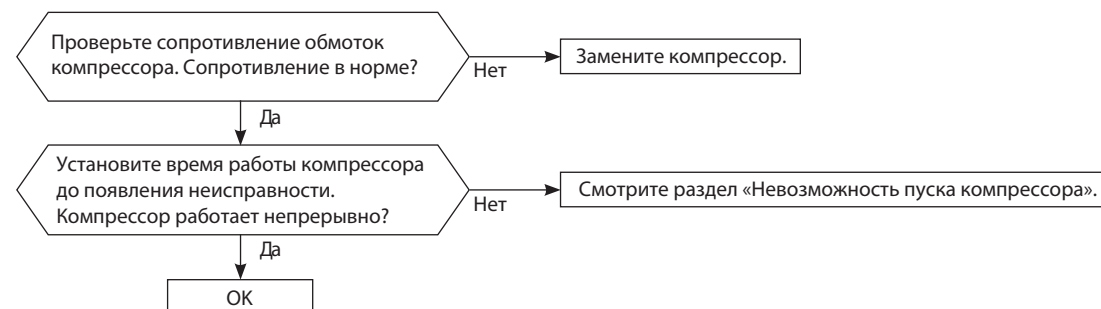 Проверьте сопротивление обмоток
компрессора. Сопротивление в норме?
Нет
Замените компрессор.
Да
Установите время работы компрессора
до появления неисправности.
Компрессор работает непрерывно?
Нет
Смотрите раздел «Невозможность пуска компрессора».
Да
OK